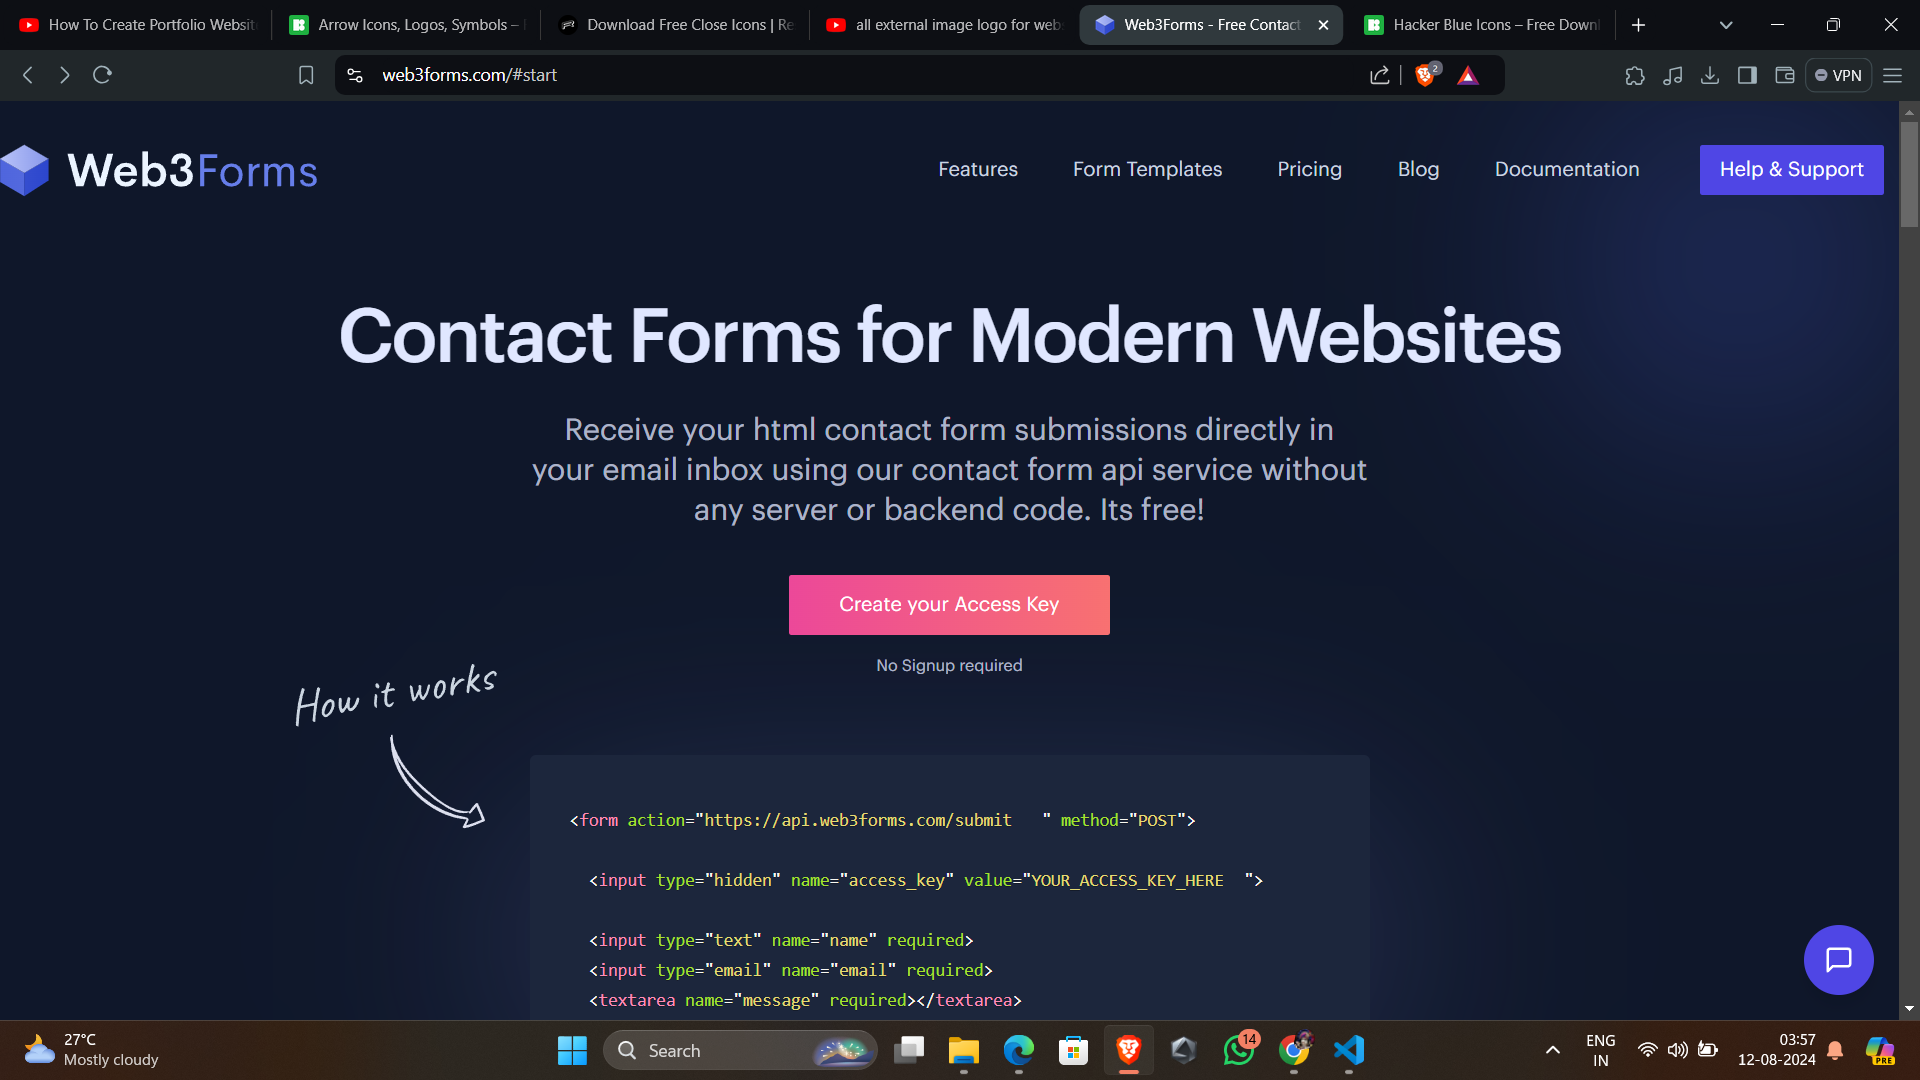 How To Create Portfolio Websit
Arrow Icons, Logos, Symbols –
Download Free Close Icons | Re
all external image logo for web
Web3Forms - Free Contact
Hacker Blue Icons – Free Down
web3forms.com/#start
2
VPN
Web3Forms
Features
Form Templates
Pricing
Blog
Documentation
Help & Support
Contact Forms for Modern Websites
Receive your html contact form submissions directly in
your email inbox using our contact form api service without
any server or backend code. Its free!
Create your Access Key
No Signup required
How it works
<form action="https://api.web3forms.com/submit   " method="POST">
<input type="hidden" name="access_key" value="YOUR_ACCESS_KEY_HERE  ">
<input type="text" name="name" required>
<input type="email" name="email" required>
<textarea name="message" required></textarea>
27°C
Mostly cloudy
Search
14
ENG
IN
03:57
12-08-2024
PRE